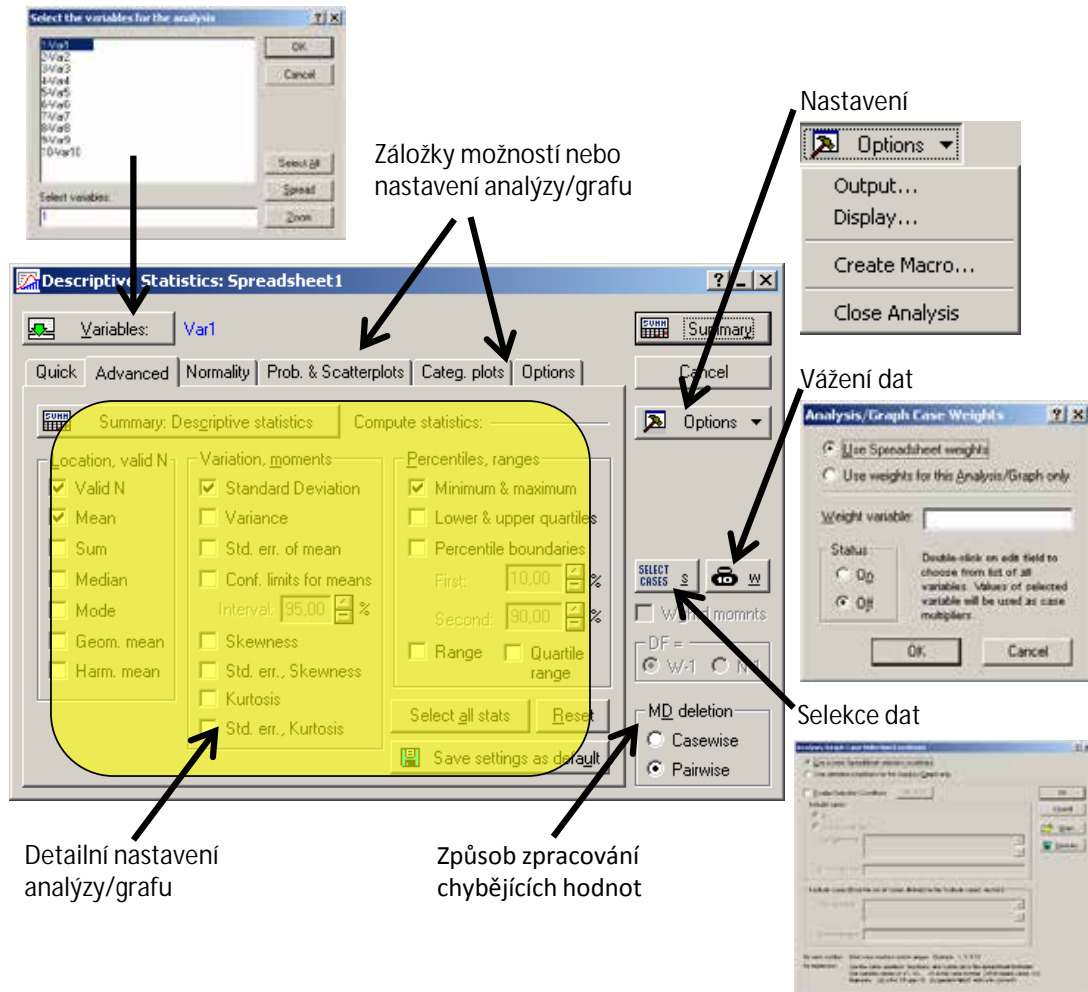 Select the variables for the analysis
1-Var1
2-Var2
3-Var3
4-Var4
5-Var5
6-Var6
7-Var7
8-Var8
9-Var9
10-Var10
OK
Cancel
Select All
Spread
Zoom
Select variables:
1
Záložky možností nebo
nastavení analýzy/grafu
Nastavení
Options
Output...
Display...
Create Macro...
Close Analysis
Descriptive Statistics: Spreadsheet1
Variables:
Var1
Summary
Quick
Advanced
Normality
Prob. & Scatterplots
Categ. plots
Options
Cancel
Options
SUMM
Summary: Descriptive statistics
Compute statistics:
Location, valid N
Valid N
Mean
Sum
Median
Mode
Geom. mean
Harm. mean
Variation, moments
Standard Deviation
Variance
Std. err. of mean
Conf. limits for means
Interval: 95,00 %
Skewness
Std. err., Skewness
Kurtosis
Std. err., Kurtosis
Percentiles, ranges
Minimum & maximum
Lower & upper quartiles
Percentile boundaries
First: 10,00 %
Second: 90,00 %
Range
Quartile
range
Select all stats
Reset
Save settings as default
SELECT
CASES S
W
Wghtd momnts
DF =
W-1
N-1
MD deletion
Casewise
Pairwise
Vážení dat
Analysis/Graph Case Weights
Use Spreadsheet weights
Use weights for this Analysis/Graph only
Weight variable:
Status
On
Off
Double-click on edit field to
choose from list of all
variables. Values of selected
variable will be used as case
multipliers.
OK
Cancel
Selekce dat
Detailní nastavení
analýzy/grafu
Způsob zpracování
chybějících hodnot